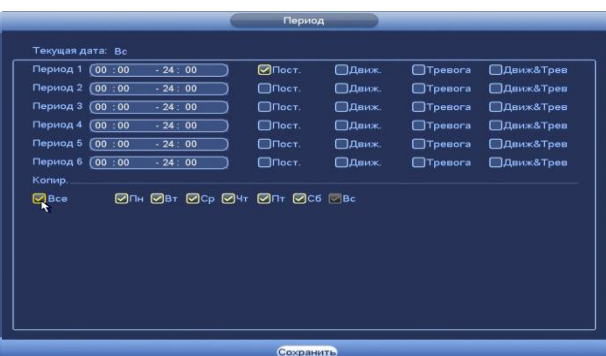 Период
Текущая дата: Вс
Период 1 00 :00 - 24 : 00 Пост. Движ. Тревога Движ&Трев
Период 2 00 :00 - 24 : 00 Пост. Движ. Тревога Движ&Трев
Период 3 00 :00 - 24 : 00 Пост. Движ. Тревога Движ&Трев
Период 4 00 :00 - 24 : 00 Пост. Движ. Тревога Движ&Трев
Период 5 00 :00 - 24 : 00 Пост. Движ. Тревога Движ&Трев
Период 6 00 :00 - 24 : 00 Пост. Движ. Тревога Движ&Трев
Копир.
Все Пн Вт Ср Чт Пт Сб Вс
Сохранить